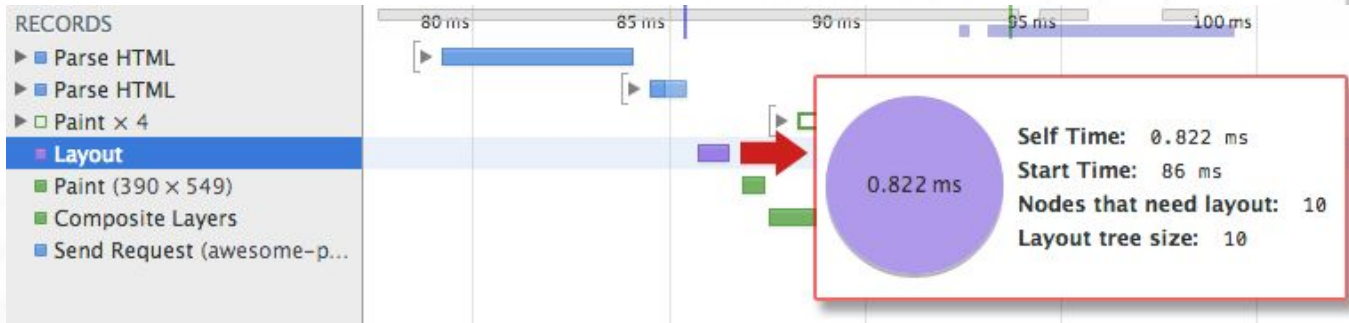 RECORDS
80 ms 85 ms 90 ms 95 ms 100 ms
Parse HTML
Parse HTML
Paint × 4
Layout
Paint (390 × 549)
Composite Layers
Send Request (awesome-p...
0.822 ms
Self Time: 0.822 ms
Start Time: 86 ms
Nodes that need layout: 10
Layout tree size: 10